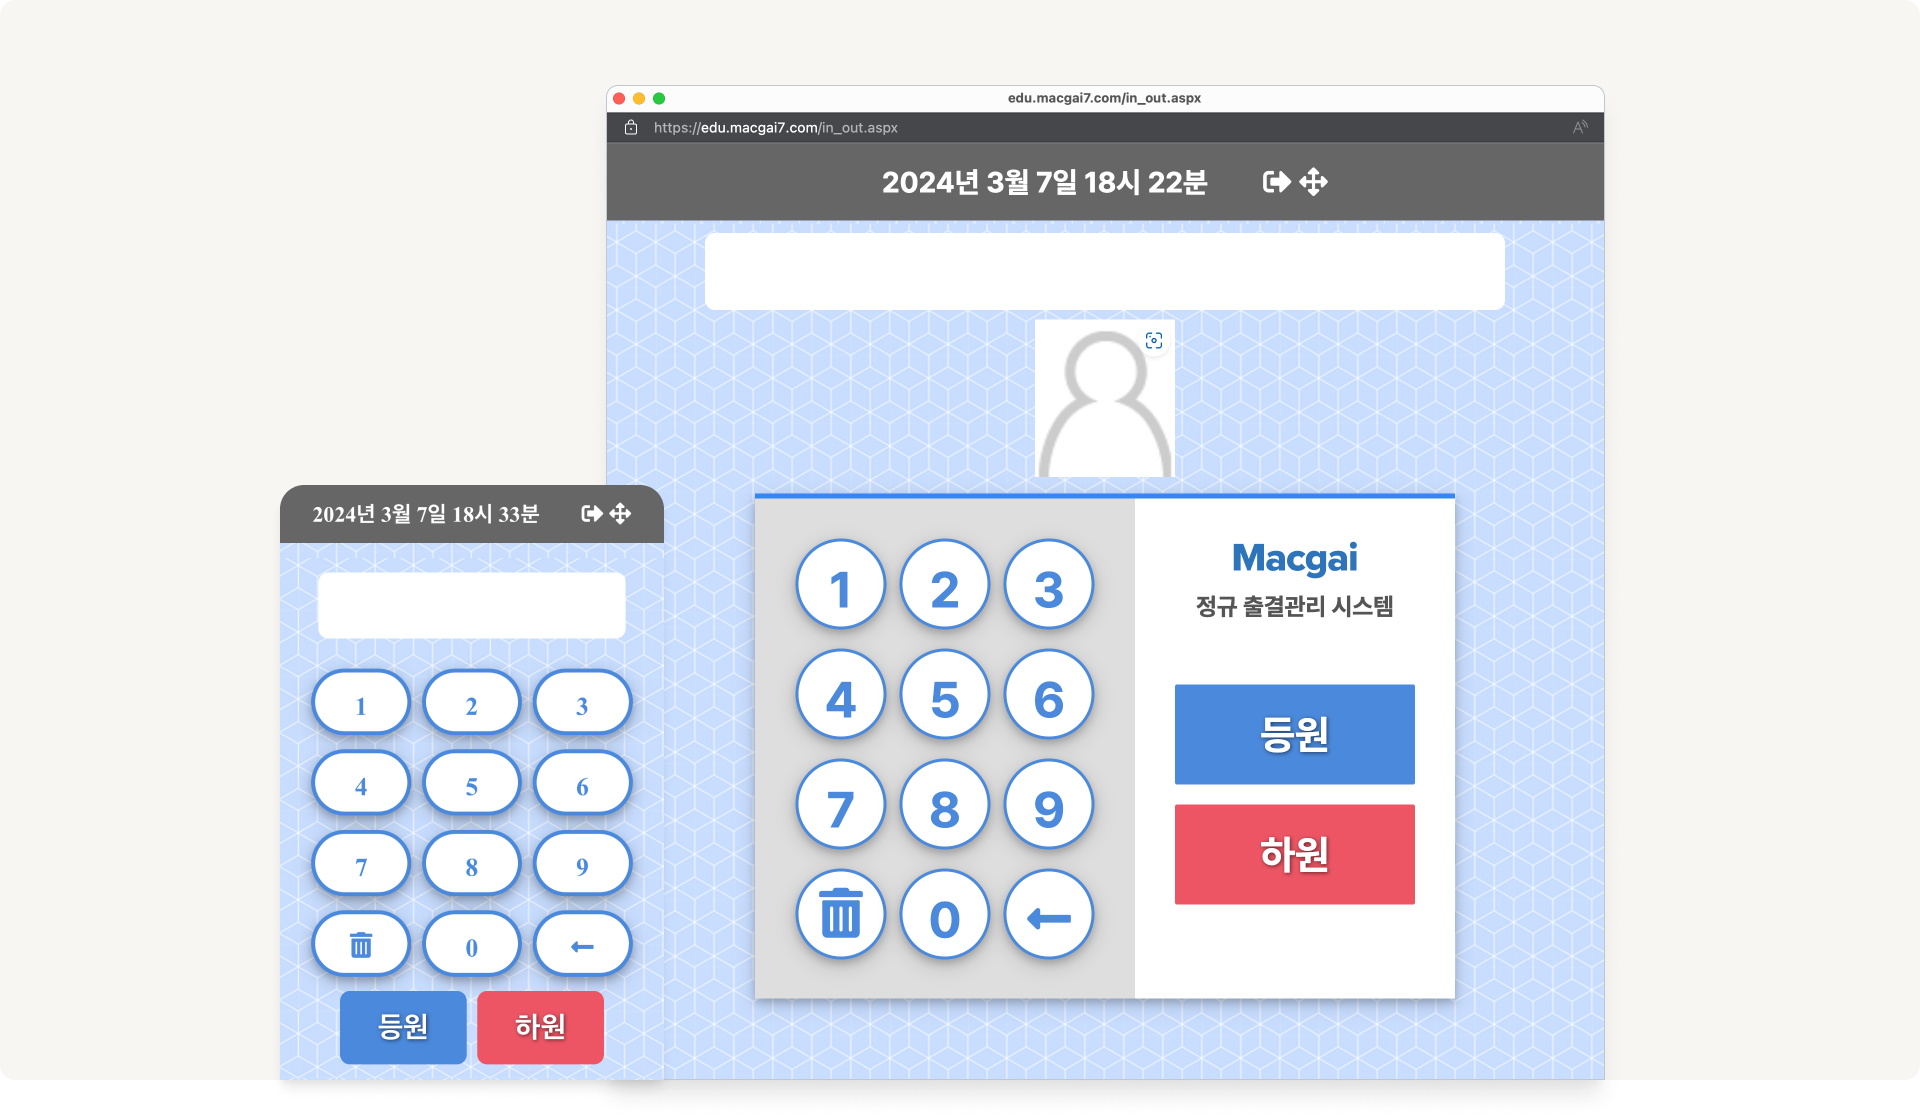 edu.macgai7.com/in_out.aspx
https://edu.macgai7.com/in_out.aspx
2024년 3월 7일 18시 22분
1 2 3
4 5 6
7 8 9
0
Macgai
정규 출결관리 시스템
등원
하원
2024년 3월 7일 18시 33분
1 2 3
4 5 6
7 8 9
0
등원 하원